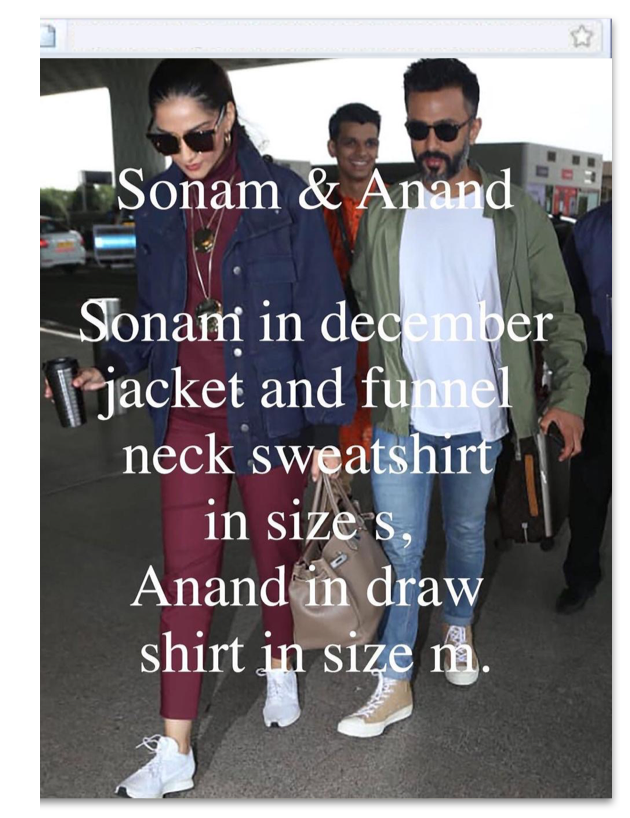 Sonam & Anand
Sonam in december
jacket and funnel
neck sweatshirt
in size s,
Anand in draw
shirt in size m.